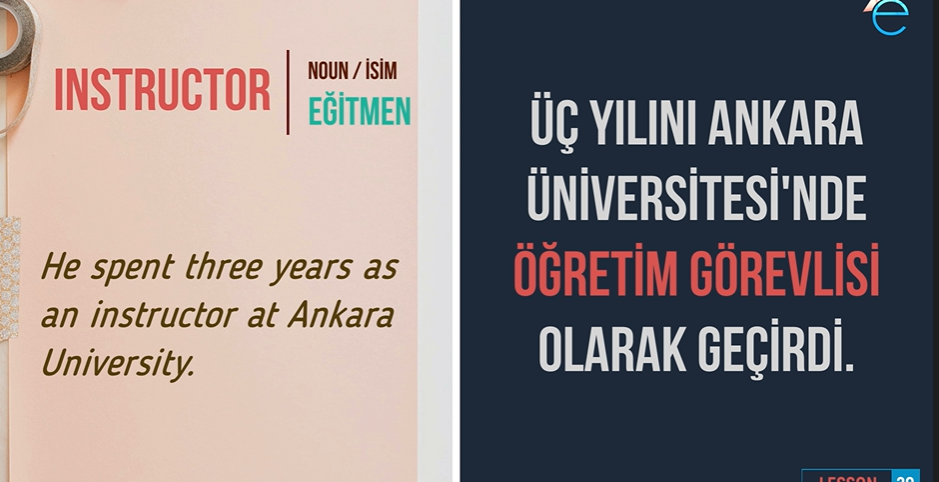 INSTRUCTOR
NOUN / İSİM
EĞİTMEN
He spent three years as
an instructor at Ankara
University.
e
ÜÇ YILINI ANKARA
ÜNİVERSİTESİ'NDE
ÖĞRETİM GÖREVLİSİ
OLARAK GEÇİRDİ.
LESSON